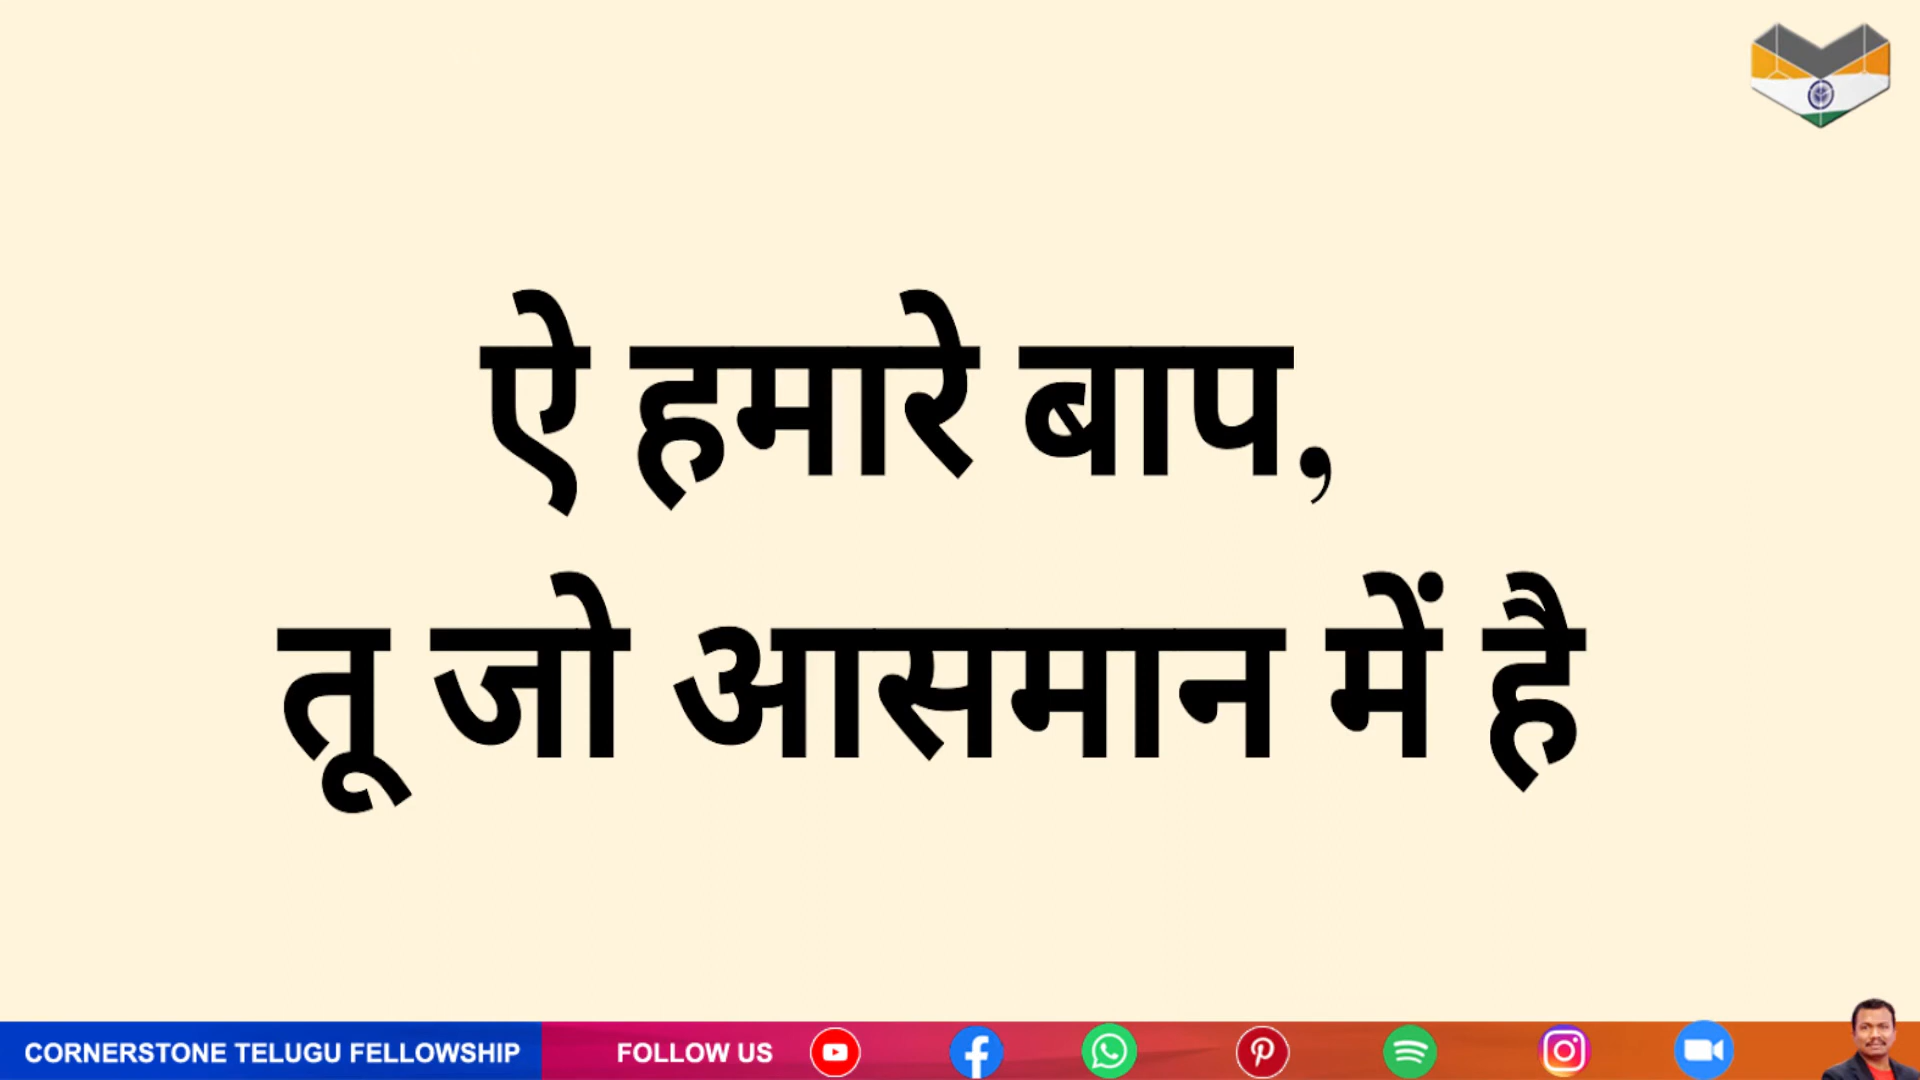 ऐ हमारे बाप,
तू जो आसमान में है
CORNERSTONE TELUGU FELLOWSHIP FOLLOW US